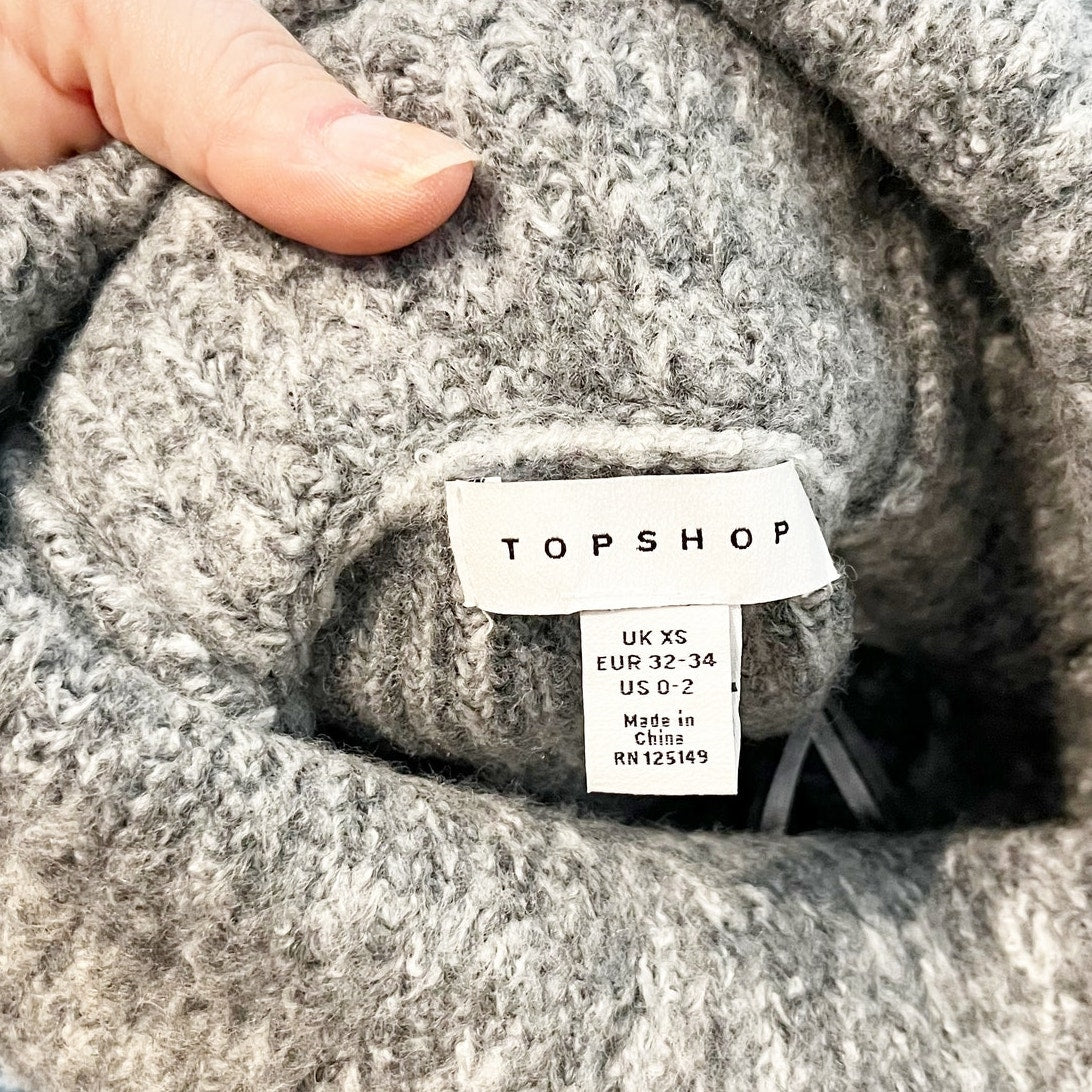 TOPSHOP
UK XS
EUR 32-34
US 0-2
Made in
China
RN 125149